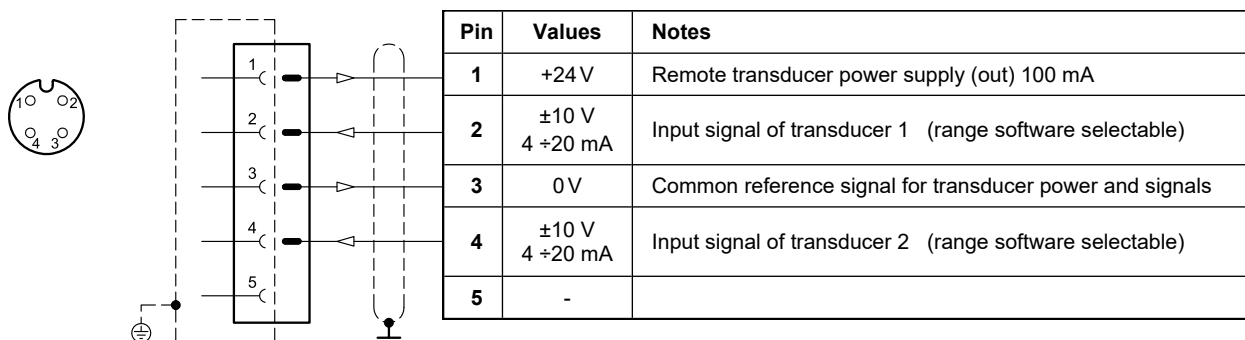 1 2
4 3
1
2
3
4
5
Pin Values Notes
1 +24 V Remote transducer power supply (out) 100 mA
2 ±10 V
4 ÷20 mA Input signal of transducer 1 (range software selectable)
3 0 V Common reference signal for transducer power and signals
4 ±10 V
4 ÷20 mA Input signal of transducer 2 (range software selectable)
5 -